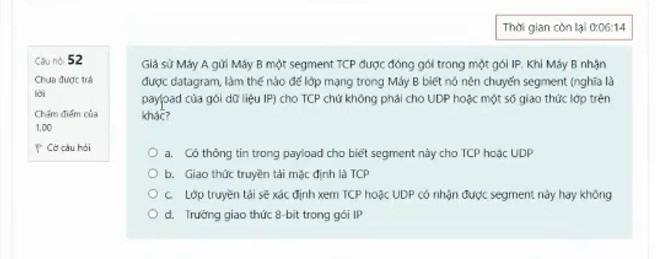 Thời gian còn lại 0:06:14
Câu hỏi 52
Chưa được trả
lời
Chấm điểm của
1,00
Cờ câu hỏi
Giả sử Máy A gửi Máy B một segment TCP được đóng gói trong một gói IP. Khi Máy B nhận
được datagram, làm thế nào để lớp mạng trong Máy B biết nó nên chuyển segment (nghĩa là
payload của gói dữ liệu IP) cho TCP chứ không phải cho UDP hoặc một số giao thức lớp trên
khác?
a. Có thông tin trong payload cho biết segment này cho TCP hoặc UDP
b. Giao thức truyền tải mặc định là TCP
c. Lớp truyền tải sẽ xác định xem TCP hoặc UDP có nhận được segment này hay không
d. Trường giao thức 8-bit trong gói IP